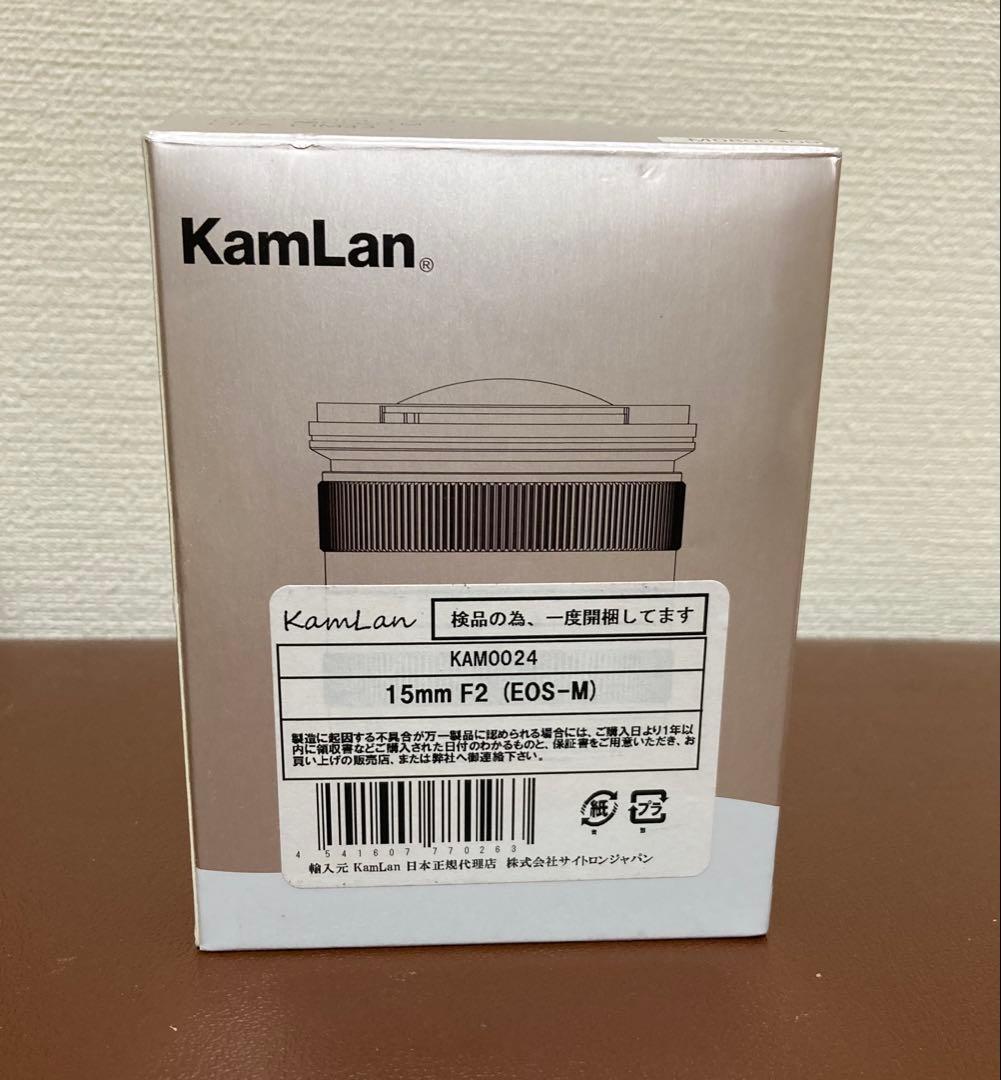 KamLan®
KamLan
検品の為、一度開梱してます
KAM0024
15mm F2 (EOS-M)
製造に起因する不具合が万一製品に認められる場合には、ご購入日より1年以
内に領収書などご購入された日付のわかるものと、保証書をご用意いただき、お
買い上げの販売店、または弊社へ御連絡下さい。
紙
プラ
4 541607 770263
輸入元 KamLan 日本正規代理店 株式会社サイトロンジャパン